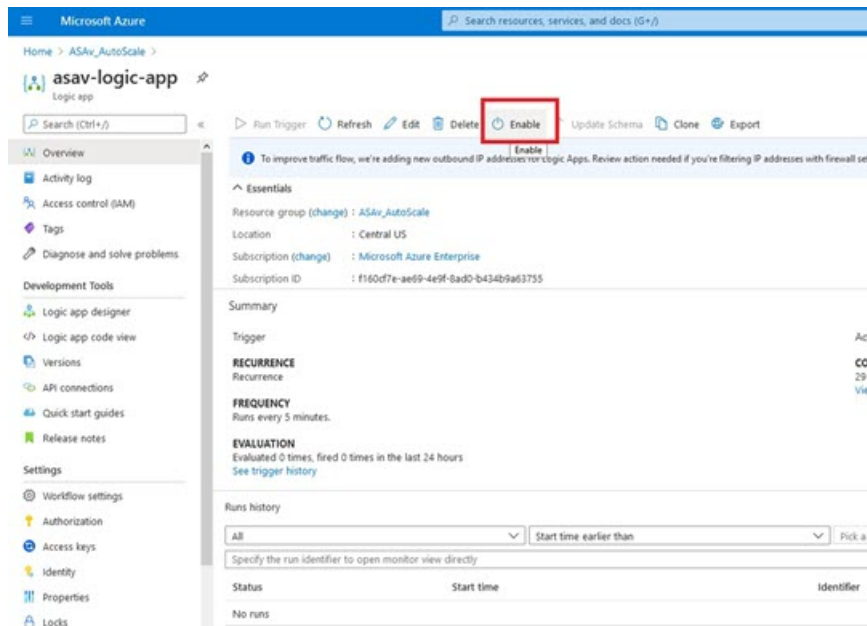 Microsoft Azure
Search resources, services, and docs (G+/)
Home > ASAv_AutoScale >
asav-logic-app
Logic app
Search (Ctrl+/)
Run Trigger Refresh Edit Delete Enable Update Schema Clone Export
Enable
To improve traffic flow, we're adding new outbound IP addresses for Logic Apps. Review action needed if you're filtering IP addresses with firewall se
Overview
Activity log
Access control (IAM)
Tags
Diagnose and solve problems
Development Tools
Logic app designer
Logic app code view
Versions
API connections
Quick start guides
Release notes
Settings
Workflow settings
Authorization
Access keys
Identity
Properties
Locks
Essentials
Resource group (change) : ASAv_AutoScale
Location : Central US
Subscription (change) : Microsoft Azure Enterprise
Subscription ID : f160cf7e-ae69-4e9f-8ad0-b434b9a63755
Summary
Trigger
RECURRENCE
Recurrence
FREQUENCY
Runs every 5 minutes.
EVALUATION
Evaluated 0 times, fired 0 times in the last 24 hours
See trigger history
Ac
CO
29
Vie
Runs history
All
Start time earlier than
Pick a
Specify the run identifier to open monitor view directly
Status Start time Identifier
No runs